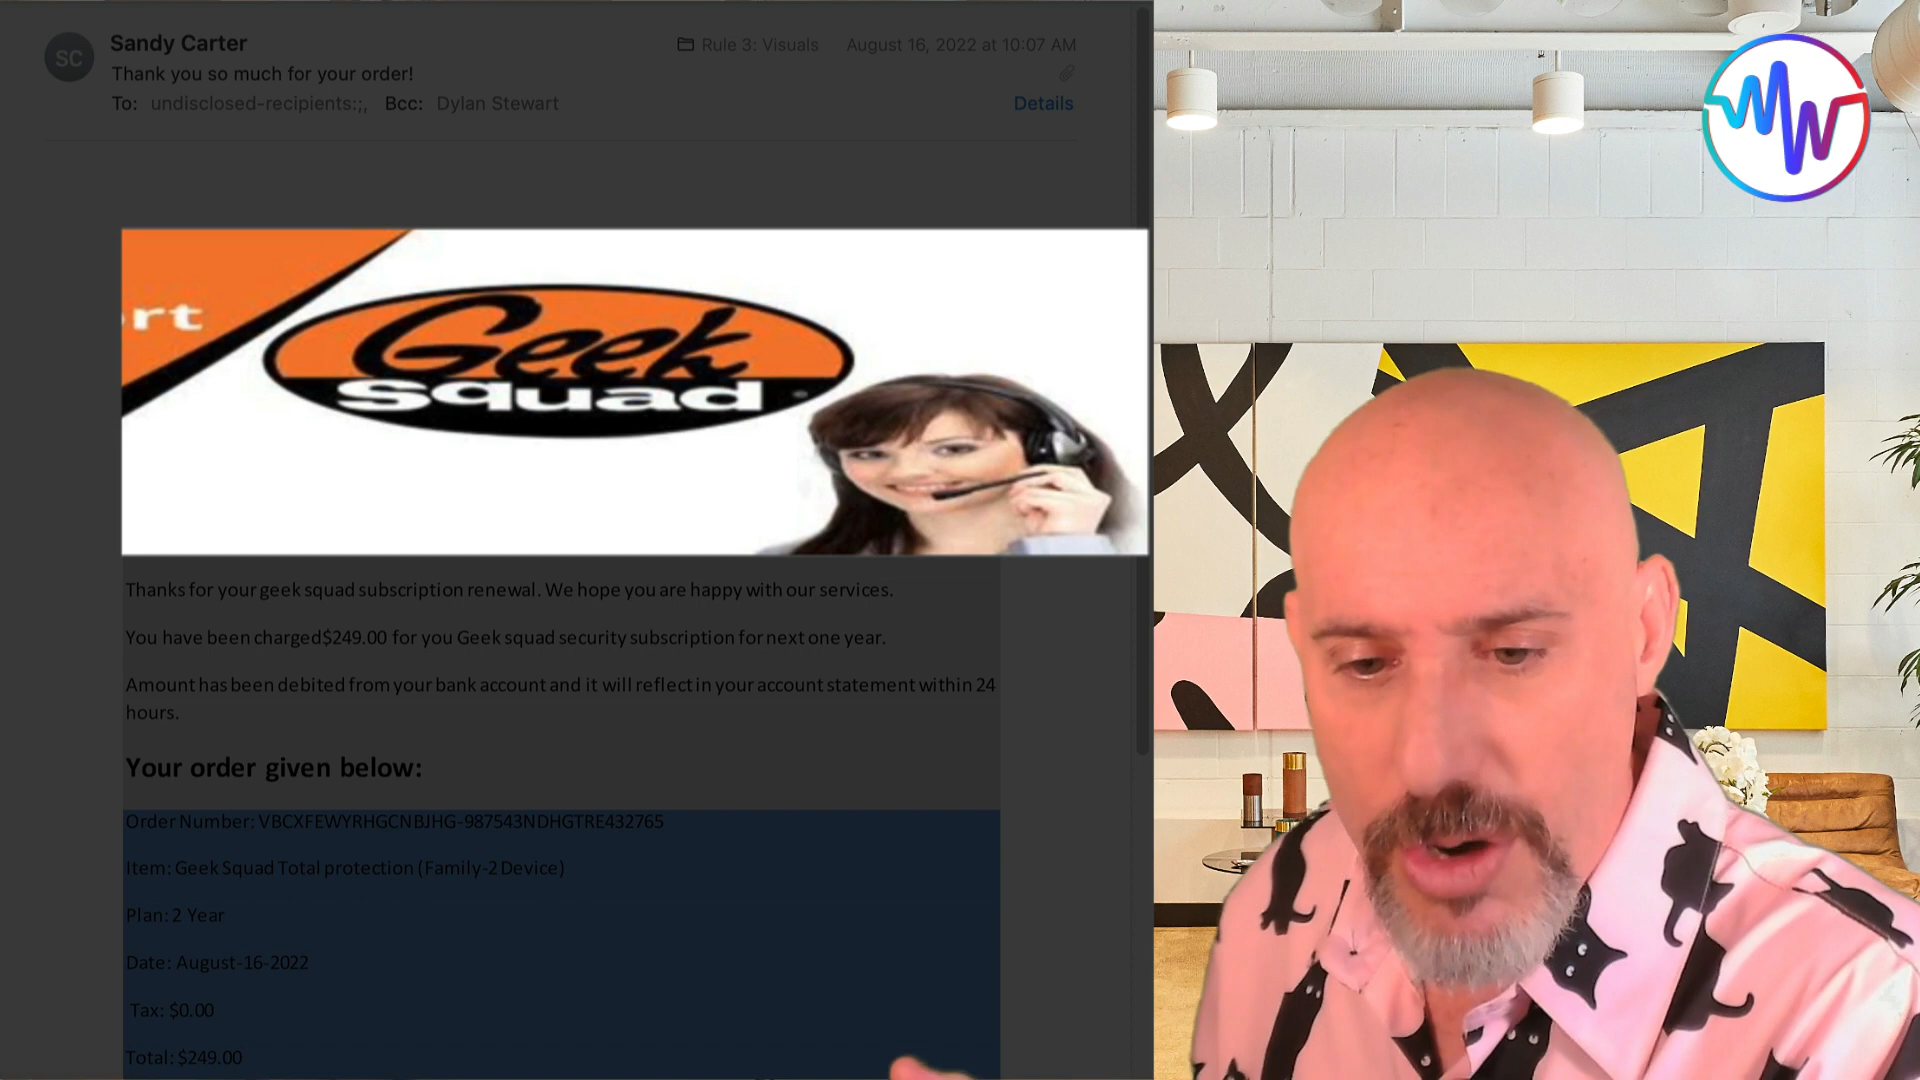 SC
Sandy Carter
Rule 3: Visuals
August 16, 2022 at 10:07 AM
Thank you so much for your order!
To: undisclosed-recipients:;, Bcc: Dylan Stewart
Details
rt
Geek
Squad
Thanks for your geek squad subscription renewal. We hope you are happy with our services.
You have been charged$249.00 for you Geek squad security subscription for next one year.
Amount has been debited from your bank account and it will reflect in your account statement within 24
hours.
Your order given below:
Order Number: VBCXFEWYRHGCNBJHG-987543NDHGTRE432765
Item: Geek Squad Total protection (Family-2 Device)
Plan: 2 Year
Date: August-16-2022
Tax: $0.00
Total: $249.00
MW